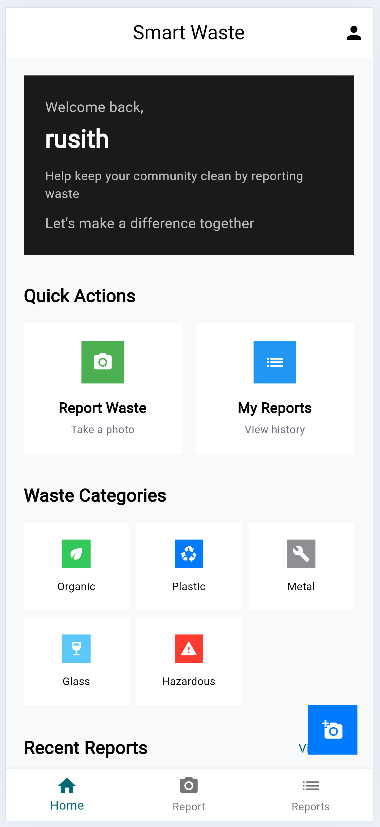 Smart Waste
Welcome back,
rusith
Help keep your community clean by reporting
waste
Let's make a difference together
Quick Actions
Report Waste
Take a photo
My Reports
View history
Waste Categories
Organic
Plastic
Metal
Glass
Hazardous
Recent Reports
Home
Report
Reports